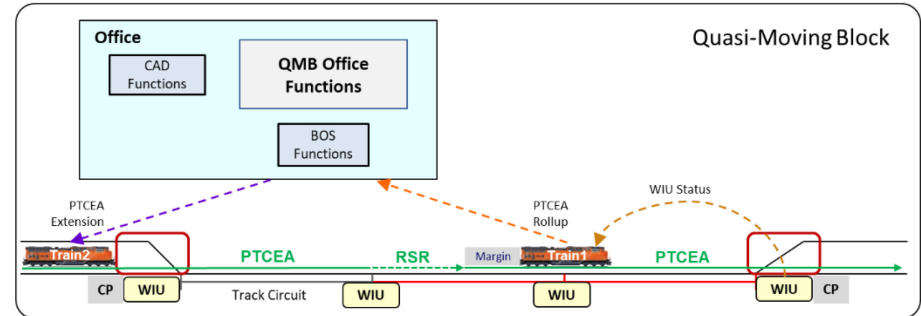 Quasi-Moving Block
Office
CAD
Functions
QMB Office
Functions
BOS
Functions
PTCEA
Extension
PTCEA
Rollup
WIU Status
Train2
PTCEA
RSR
Margin
Train1
PTCEA
CP
WIU
Track Circuit
WIU
WIU
WIU
CP